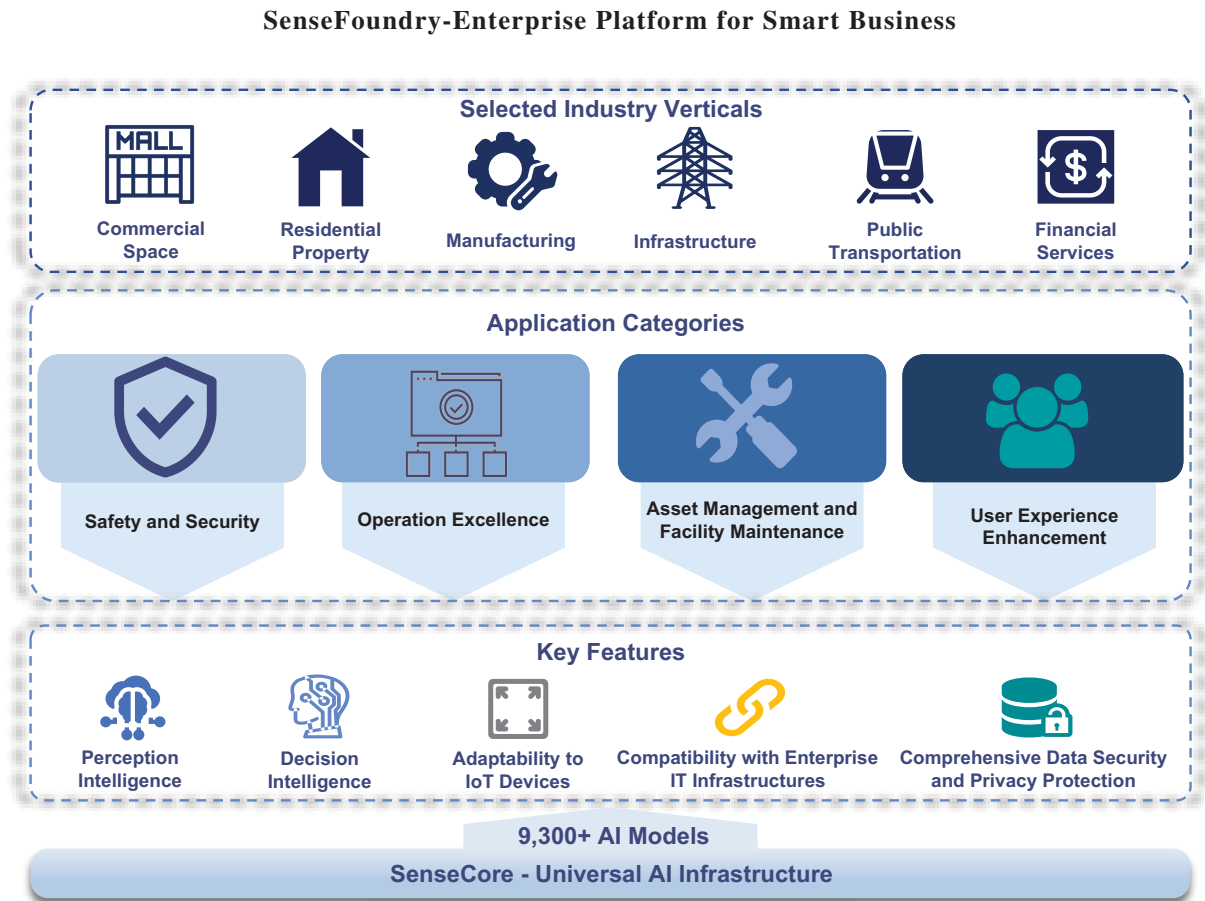 SenseFoundry-Enterprise Platform for Smart Business
Selected Industry Verticals
MALL
Commercial
Space
Residential
Property
Manufacturing
Infrastructure
Public
Transportation
$
Financial
Services
Application Categories
Safety and Security
Operation Excellence
Asset Management and
Facility Maintenance
User Experience
Enhancement
Key Features
Perception
Intelligence
Decision
Intelligence
Adaptability to
IoT Devices
Compatibility with Enterprise
IT Infrastructures
Comprehensive Data Security
and Privacy Protection
9,300+ AI Models
SenseCore - Universal AI Infrastructure